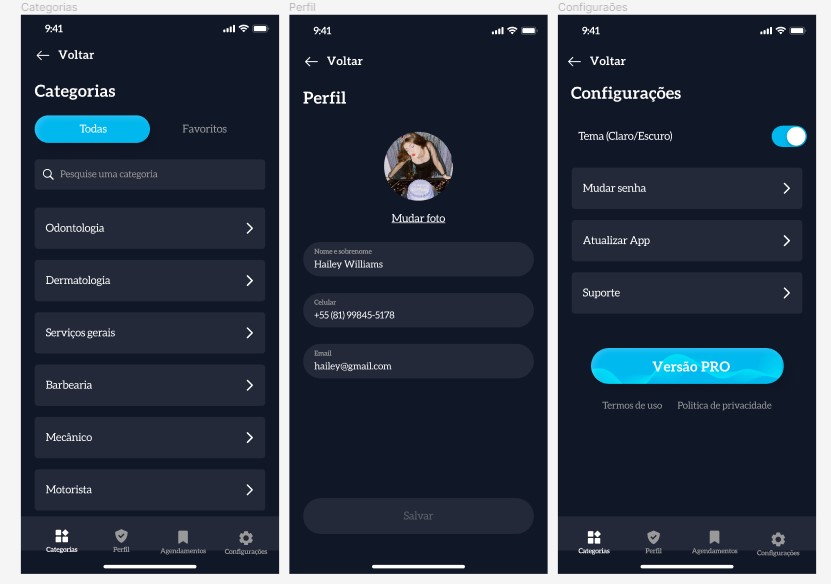 Categorias
9:41
Voltar
Categorias
Todas
Favoritos
Pesquise uma categoria
Odontologia
Dermatologia
Serviços gerais
Barbearia
Mecânico
Motorista
Categorias
Perfil
Agendamentos
Configurações
Perfil
9:41
Voltar
Perfil
Mudar foto
Nome e sobrenome
Hailey Williams
Celular
+55 (81) 99845-5178
Email
hailey@gmail.com
Salvar
Configurações
9:41
Voltar
Configurações
Tema (Claro/Escuro)
Mudar senha
Atualizar App
Suporte
Versão PRO
Termos de uso
Política de privacidade
Categorias
Perfil
Agendamentos
Configurações